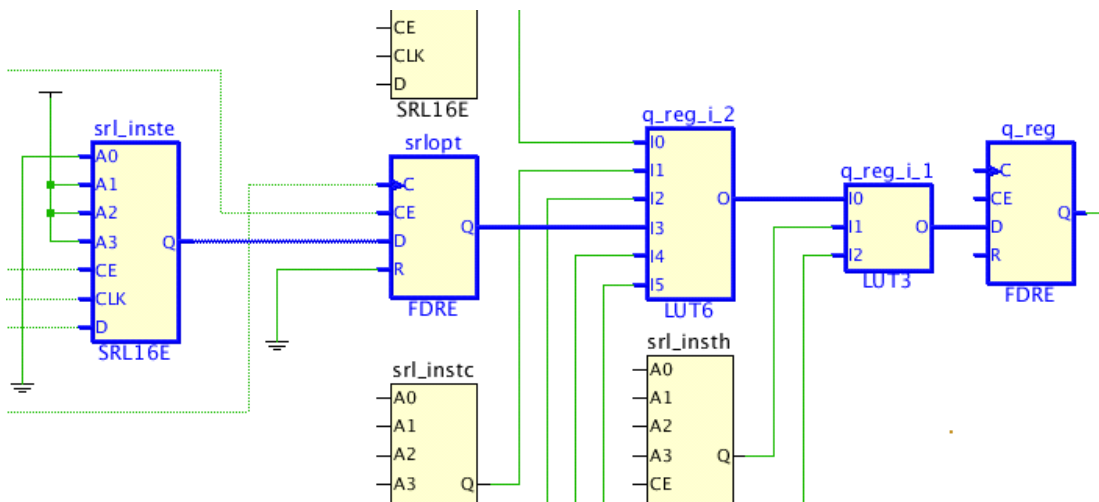 CE
CLK
D
SRL16E
srl_inste
A0
A1
A2
A3 Q
CE
CLK
D
SRL16E
srlopt
C
CE
D Q
R
FDRE
q_reg_i_2
I0
I1
I2 O
I3
I4
I5
LUT6
q_reg_i_1
I0
I1 O
I2
LUT3
q_reg
C
CE Q
D
R
FDRE
srl_instc
A0
A1
A2
A3 Q
srl_insth
A0
A1
A2
A3 Q
CE